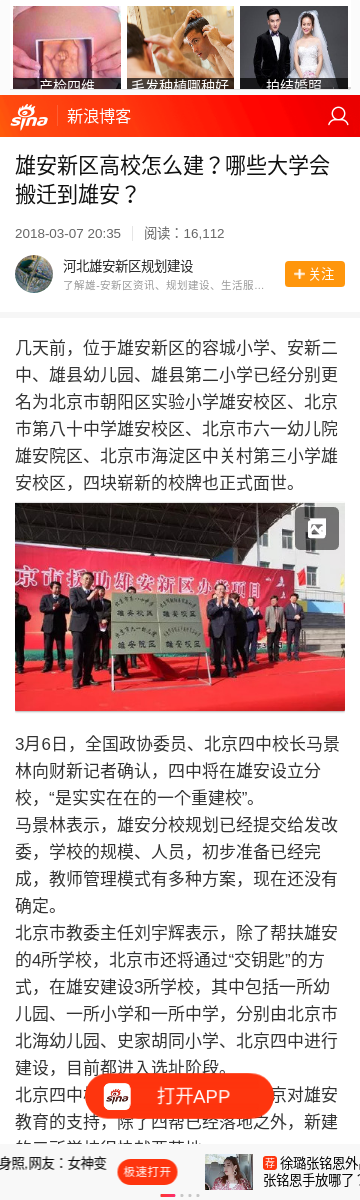 产检四维
毛发种植哪种好
拍结婚照
sina
新浪博客
雄安新区高校怎么建？哪些大学会
搬迁到雄安？
2018-03-07 20:35
阅读：16,112
河北雄安新区规划建设
了解雄-安新区资讯、规划建设、生活服...
关注
几天前，位于雄安新区的容城小学、安新二
中、雄县幼儿园、雄县第二小学已经分别更
名为北京市朝阳区实验小学雄安校区、北京
市第八十中学雄安校区、北京市六一幼儿院
雄安院区、北京市海淀区中关村第三小学雄
安校区，四块崭新的校牌也正式面世。
京市援助雄安新区办学项目
雄安校区
雄安校区
雄安院区
雄安校区
3月6日，全国政协委员、北京四中校长马景
林向财新记者确认，四中将在雄安设立分
校，“是实实在在的一个重建校”。
马景林表示，雄安分校规划已经提交给发改
委，学校的规模、人员，初步准备已经完
成，教师管理模式有多种方案，现在还没有
确定。
北京市教委主任刘宇辉表示，除了帮扶雄安
的4所学校，北京市还将通过“交钥匙”的方
式，在雄安建设3所学校，其中包括一所幼
儿园、一所小学和一所中学，分别由北京市
北海幼儿园、史家胡同小学、北京四中进行
建设，目前都进入选址阶段。
北京四中
京对雄安
sina
打开APP
教育的支持，除了四帮已经落地之外，新建
身照,网友：女神变
极速打开
荐 徐璐张铭恩外
张铭恩手放哪了？